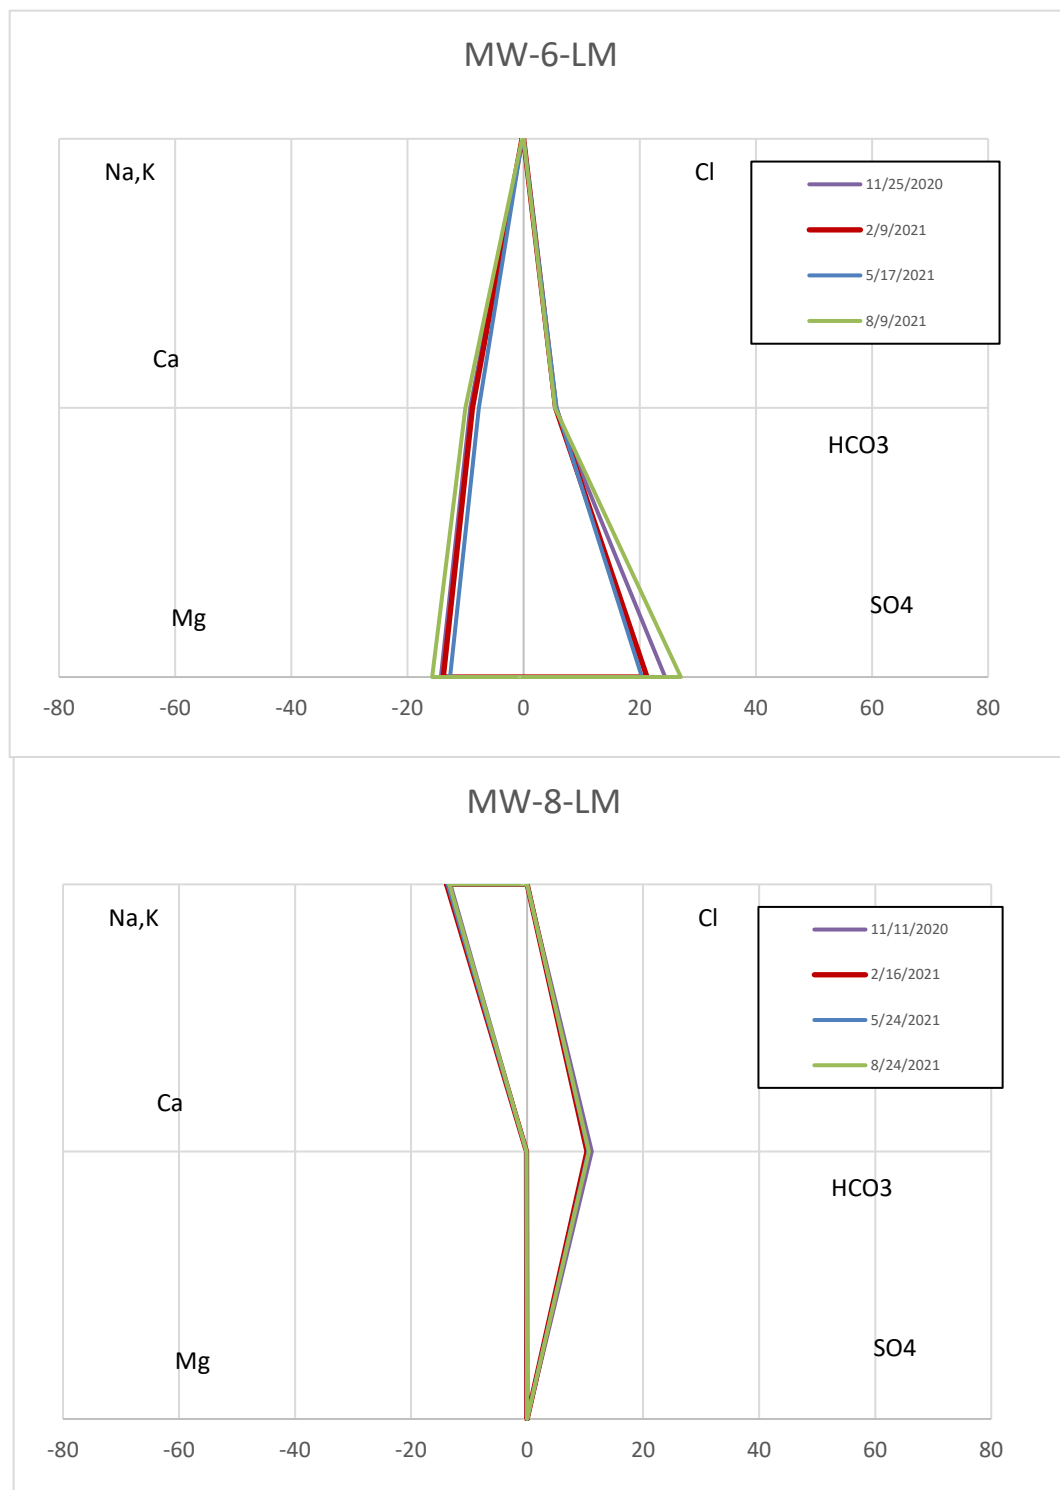 MW-6-LM
Na,K
Cl
11/25/2020
2/9/2021
5/17/2021
8/9/2021
Ca
HCO3
Mg
SO4
-80 -60 -40 -20 0 20 40 60 80
MW-8-LM
Na,K
Cl
11/11/2020
2/16/2021
5/24/2021
8/24/2021
Ca
HCO3
Mg
SO4
-80 -60 -40 -20 0 20 40 60 80